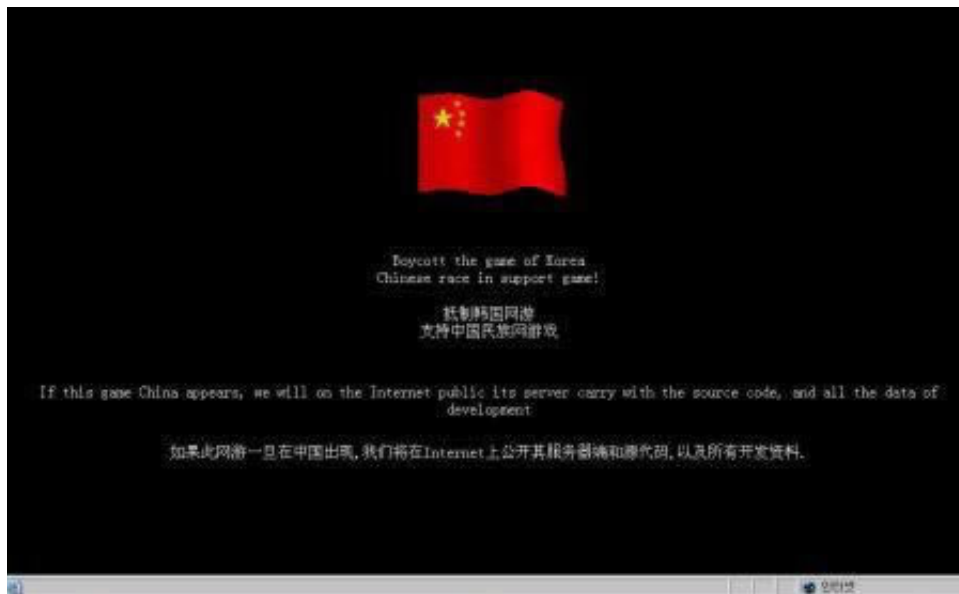 Boycott the game of Korea
Chinese race in support game!
抵制韩国网游
支持中国民族网游戏
If this game China appears, we will on the Internet public its server carry with the source code, and all the data of
development
如果此网游一旦在中国出现,我们将在Internet上公开其服务器端和源代码,以及所有开发资料.
인터넷